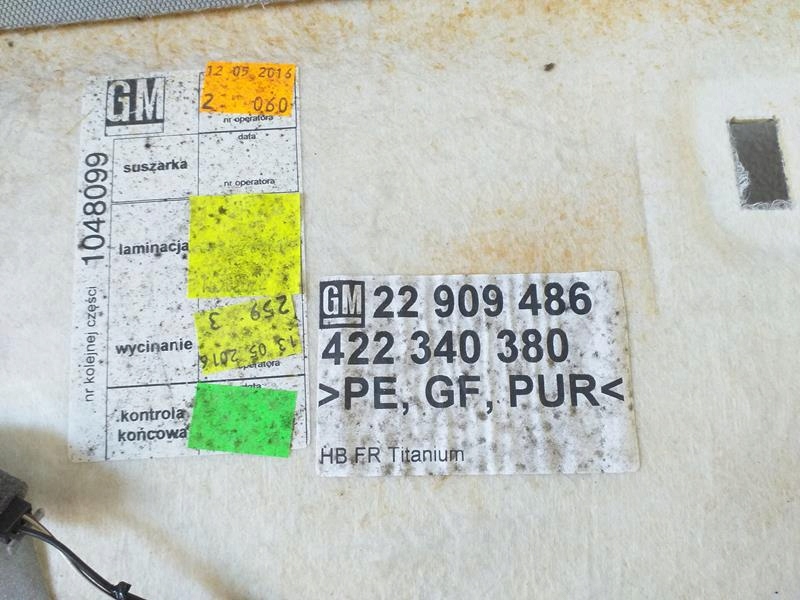 GM
12 05 2016
2 060
nr operatora
data
suszarka
nr operatora
laminacja
259 3
wycinanie
13 05 2016
operatora
data
kontrola
końcowa
nr kolejnej części 1048099
GM 22 909 486
422 340 380
>PE, GF, PUR<
HB FR Titanium